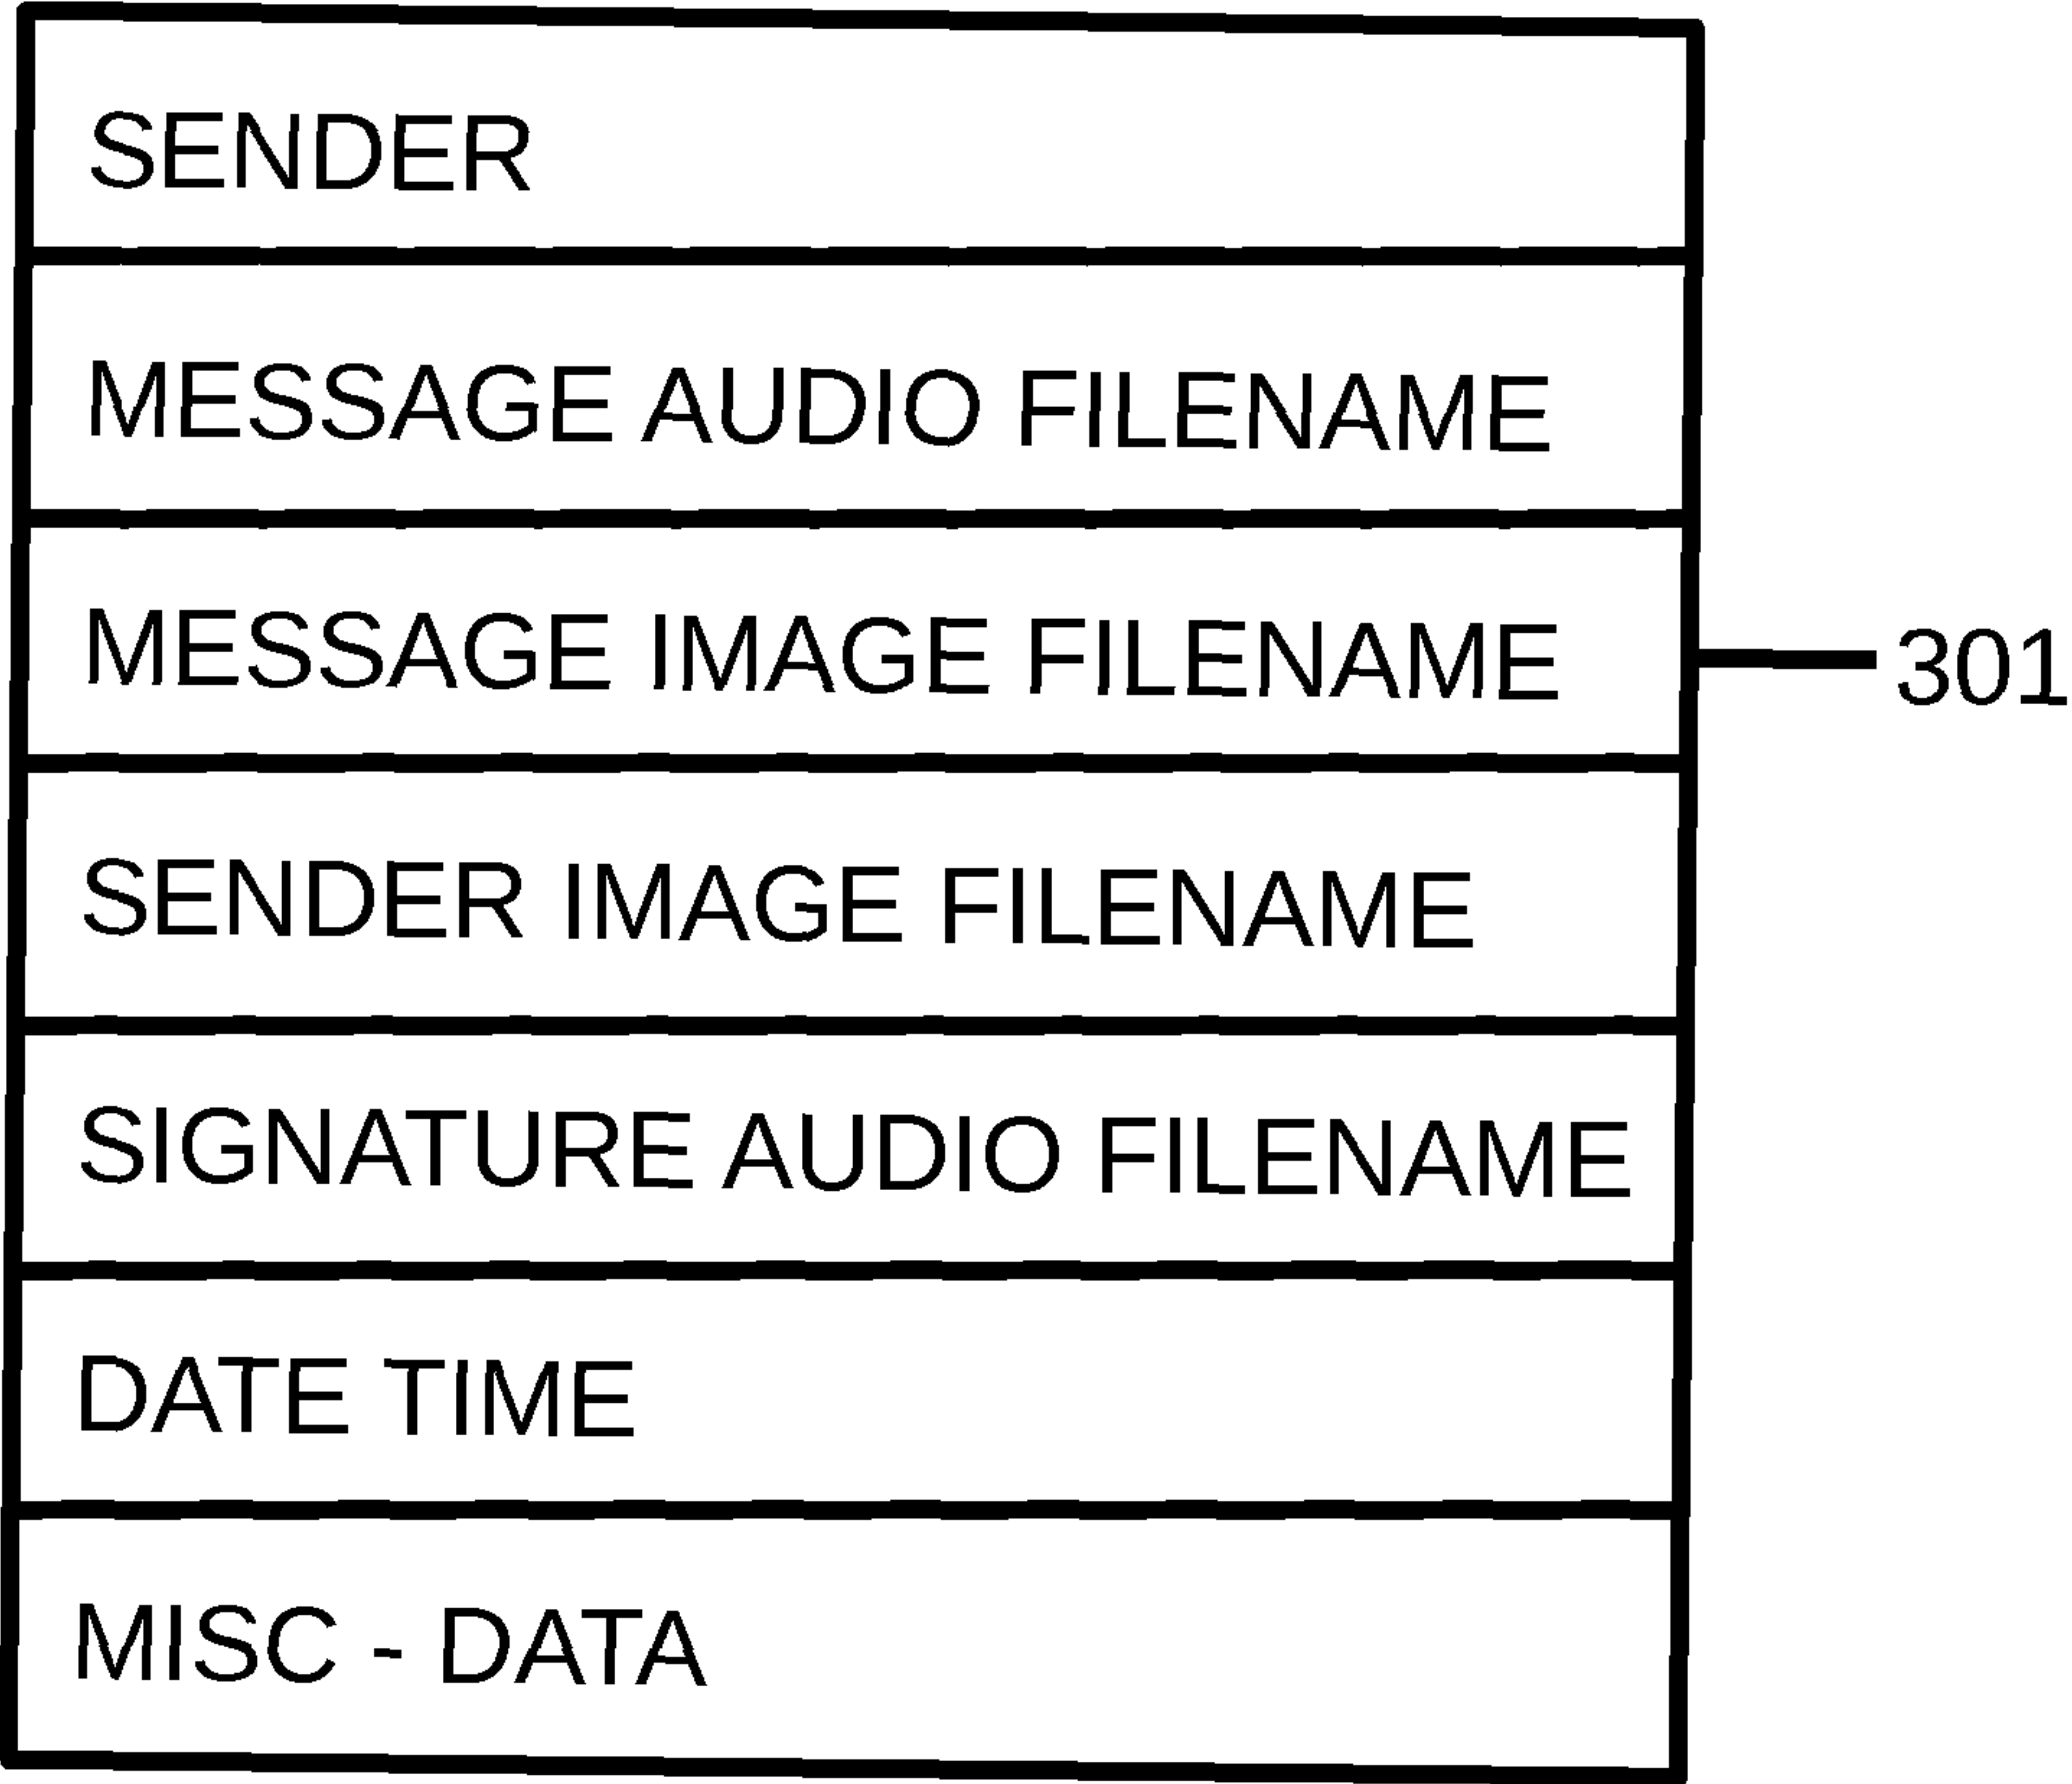 SENDER
MESSAGE AUDIO FILENAME
MESSAGE IMAGE FILENAME
301
SENDER IMAGE FILENAME
SIGNATURE AUDIO FILENAME
DATE TIME
MISC - DATA